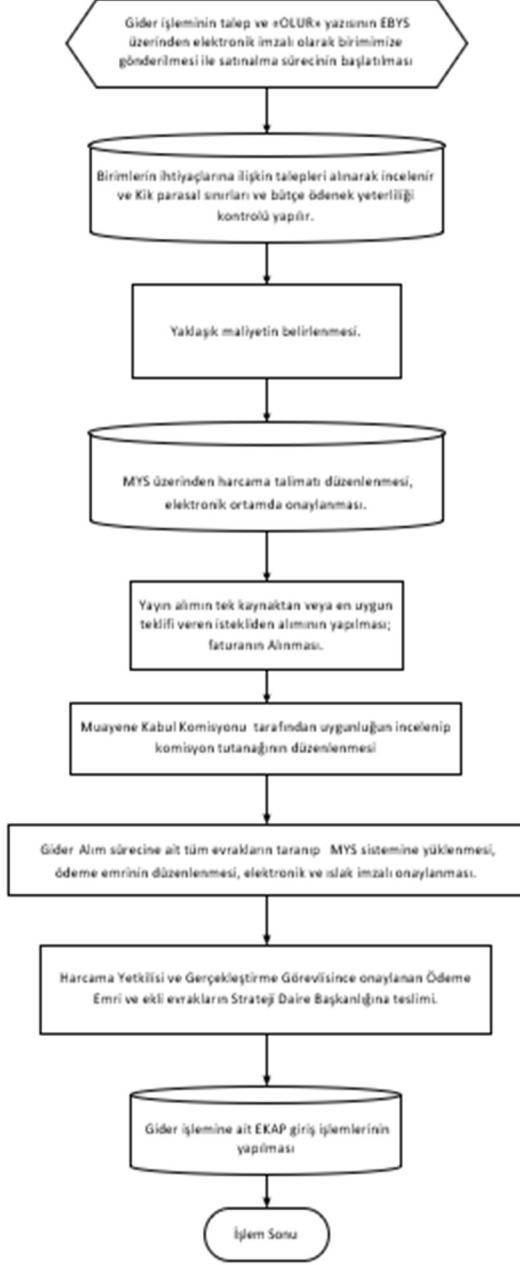 Gider işleminin talep ve «OLUR» yazısının EBYS
üzerinden elektronik imzalı olarak birimimize
gönderilmesi ile satınalma sürecinin başlatılması
Birimlerin ihtiyaçlarına ilişkin talepleri alınarak incelenir
ve Kik parasal sınırları ve bütçe ödenek yeterliliği
kontrolü yapılır.
Yaklaşık maliyetin belirlenmesi.
MYS üzerinden harcama talimatı düzenlenmesi,
elektronik ortamda onaylanması.
Yayın alımın tek kaynaktan veya en uygun
teklifi veren istekliden alımının yapılması;
faturanın Alınması.
Muayene Kabul Komisyonu tarafından uygunluğun incelenip
komisyon tutanağının düzenlenmesi
Gider Alım sürecine ait tüm evrakların taranıp MYS sistemine yüklenmesi,
ödeme emrinin düzenlenmesi, elektronik ve ıslak imzalı onaylanması.
Harcama Yetkilisi ve Gerçekleştirme Görevlisince onaylanan Ödeme
Emri ve ekli evrakların Strateji Daire Başkanlığına teslimi.
Gider işlemine ait EKAP giriş işlemlerinin
yapılması
İşlem Sonu